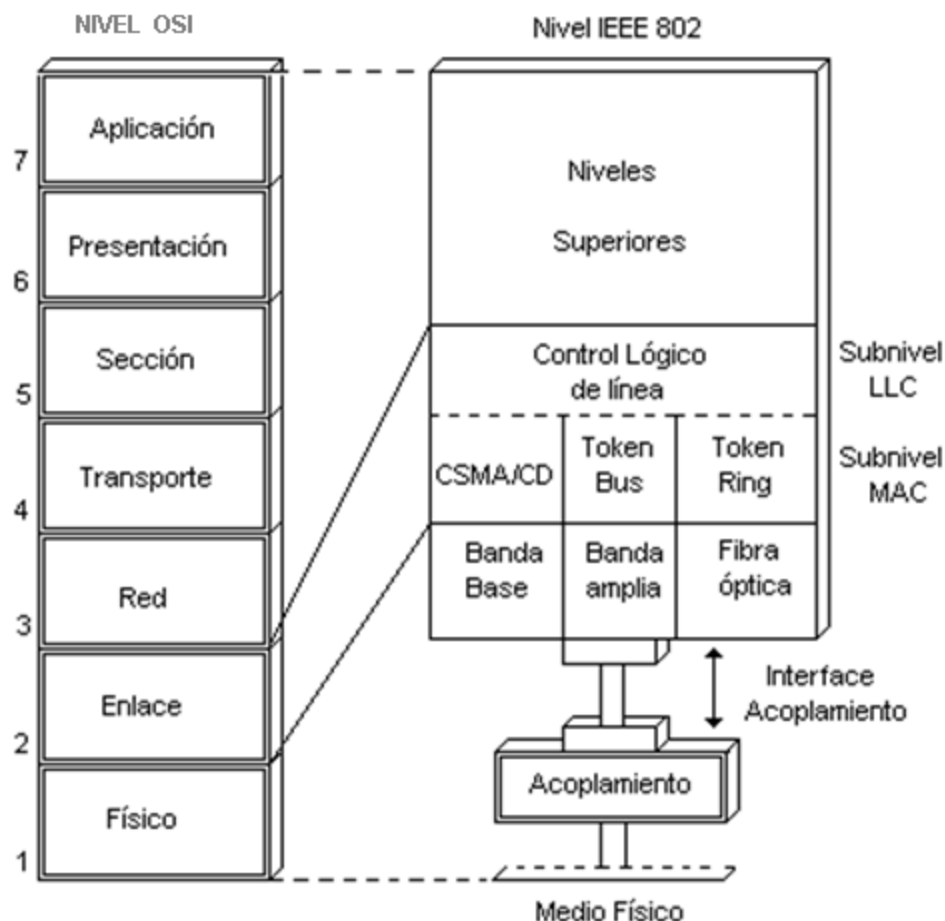 NIVEL OSI
Nivel IEEE 802
Aplicación
7
Presentación
6
Sección
5
Transporte
4
Red
3
Enlace
2
Físico
1
Niveles
Superiores
Control Lógico
de línea
Subnivel
LLC
CSMA/CD
Token
Bus
Token
Ring
Subnivel
MAC
Banda
Base
Banda
amplia
Fibra
óptica
Interface
Acoplamiento
Acoplamiento
Medio Físico